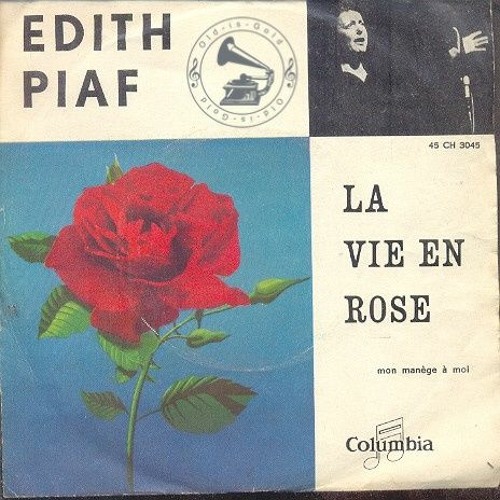 EDITH
PIAF
Old-is-Gold
Old-is-Gold
45 CH 3045
LA
VIE EN
ROSE
mon manège à moi
Columbia